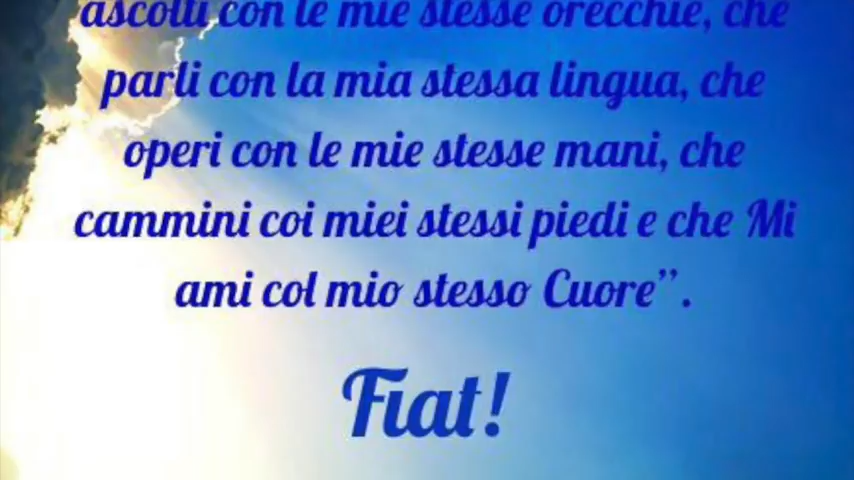 ascolti con le mie stesse orecchie, che
parli con la mia stessa lingua, che
operi con le mie stesse mani, che
cammini coi miei stessi piedi e che Mi
ami col mio stesso Cuore”.
Fiat!